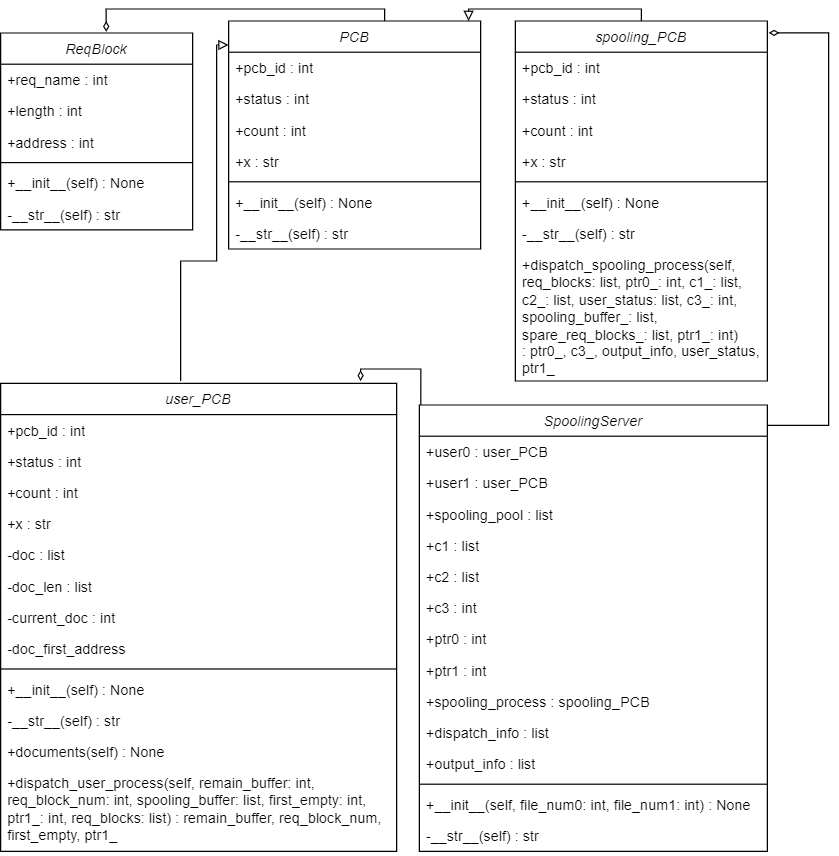 ReqBlock
+req_name : int
+length : int
+address : int
+__init__(self) : None
-__str__(self) : str
PCB
+pcb_id : int
+status : int
+count : int
+x : str
+__init__(self) : None
-__str__(self) : str
spooling_PCB
+pcb_id : int
+status : int
+count : int
+x : str
+__init__(self) : None
-__str__(self) : str
+dispatch_spooling_process(self,
req_blocks: list, ptr0_: int, c1_: list,
c2_: list, user_status: list, c3_: int,
spooling_buffer_: list,
spare_req_blocks_: list, ptr1_: int)
: ptr0_, c3_, output_info, user_status,
ptr1_
user_PCB
+pcb_id : int
+status : int
+count : int
+x : str
-doc : list
-doc_len : list
-current_doc : int
-doc_first_address
+__init__(self) : None
-__str__(self) : str
+documents(self) : None
+dispatch_user_process(self, remain_buffer: int,
req_block_num: int, spooling_buffer: list, first_empty: int,
ptr1_: int, req_blocks: list) : remain_buffer, req_block_num,
first_empty, ptr1_
SpoolingServer
+user0 : user_PCB
+user1 : user_PCB
+spooling_pool : list
+c1 : list
+c2 : list
+c3 : int
+ptr0 : int
+ptr1 : int
+spooling_process : spooling_PCB
+dispatch_info : list
+output_info : list
+__init__(self, file_num0: int, file_num1: int) : None
-__str__(self) : str